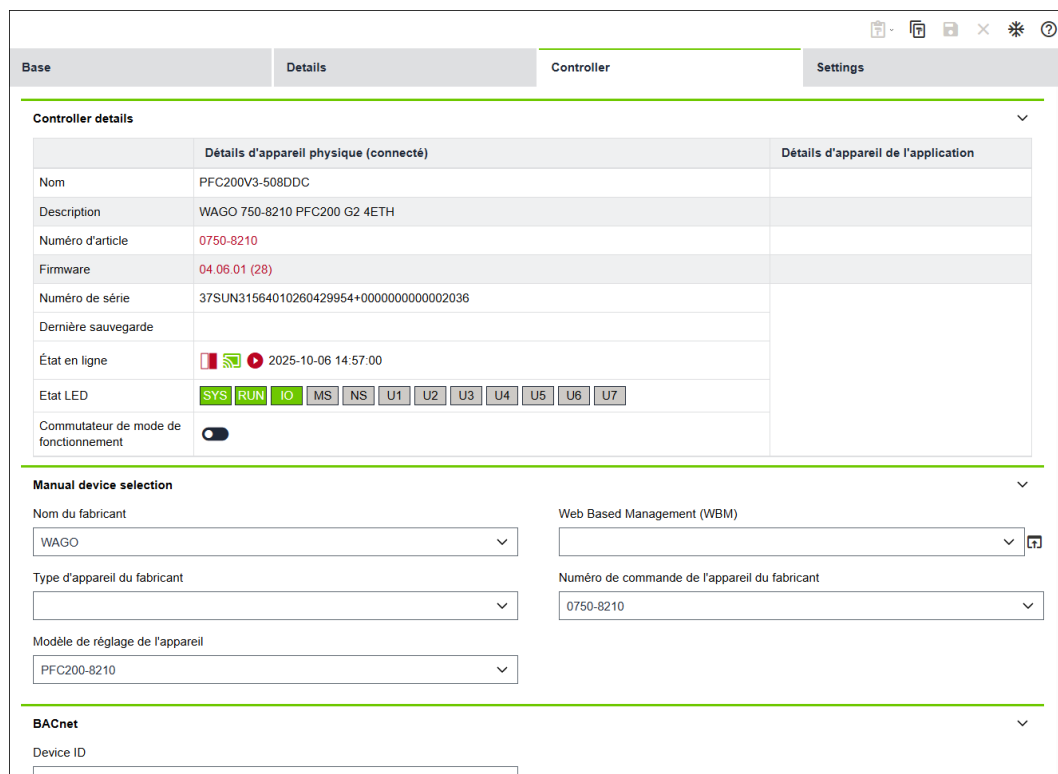 Base Details Controller Settings
Controller details
Détails d'appareil physique (connecté) Détails d'appareil de l'application
Nom PFC200V3-508DDC
Description WAGO 750-8210 PFC200 G2 4ETH
Numéro d'article 0750-8210
Firmware 04.06.01 (28)
Numéro de série 37SUN31564010260429954+0000000000002036
Dernière sauvegarde
État en ligne 2025-10-06 14:57:00
Etat LED SYS RUN IO MS NS U1 U2 U3 U4 U5 U6 U7
Commutateur de mode de
fonctionnement
Manual device selection
Nom du fabricant Web Based Management (WBM)
WAGO
Type d'appareil du fabricant Numéro de commande de l'appareil du fabricant
0750-8210
Modèle de réglage de l'appareil
PFC200-8210
BACnet
Device ID